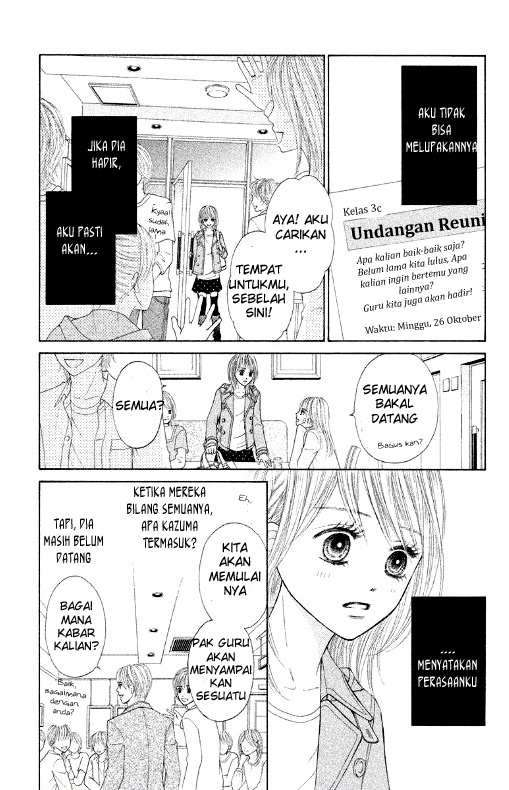 AKU TIDAK
BISA
MELUPAKANNYA
Kelas 3c
Undangan Reuni
Apa kalian baik-baik saja?
Belum lama kita lulus, Apa
kalian ingin bertemu yang
lainnya?
Guru kita juga akan hadir!
Waktu: Minggu, 26 Oktober
JIKA DIA
HADIR,
AKU PASTI
AKAN,,,
Kyaa!
Sudah
lama
AYA! AKU
CARIKAN
...
TEMPAT
UNTUKMU,
SEBELAH
SINI!
SEMUANYA
BAKAL
DATANG
Bagus kan?
SEMUA?
Eh,
KETIKA MEREKA
BILANG SEMUANYA,
APA KAZUMA
TERMASUK?
TAPI, DIA
MASIH BELUM
DATANG
KITA
AKAN
MEMULAI
NYA
PAK GURU
AKAN
MENYAMPAI
KAN
SESUATU
BAGAI
MANA
KABAR
KALIAN?
Baik
bagaimana
dengan
anda?
....
MENYATAKAN
PERASAANKU